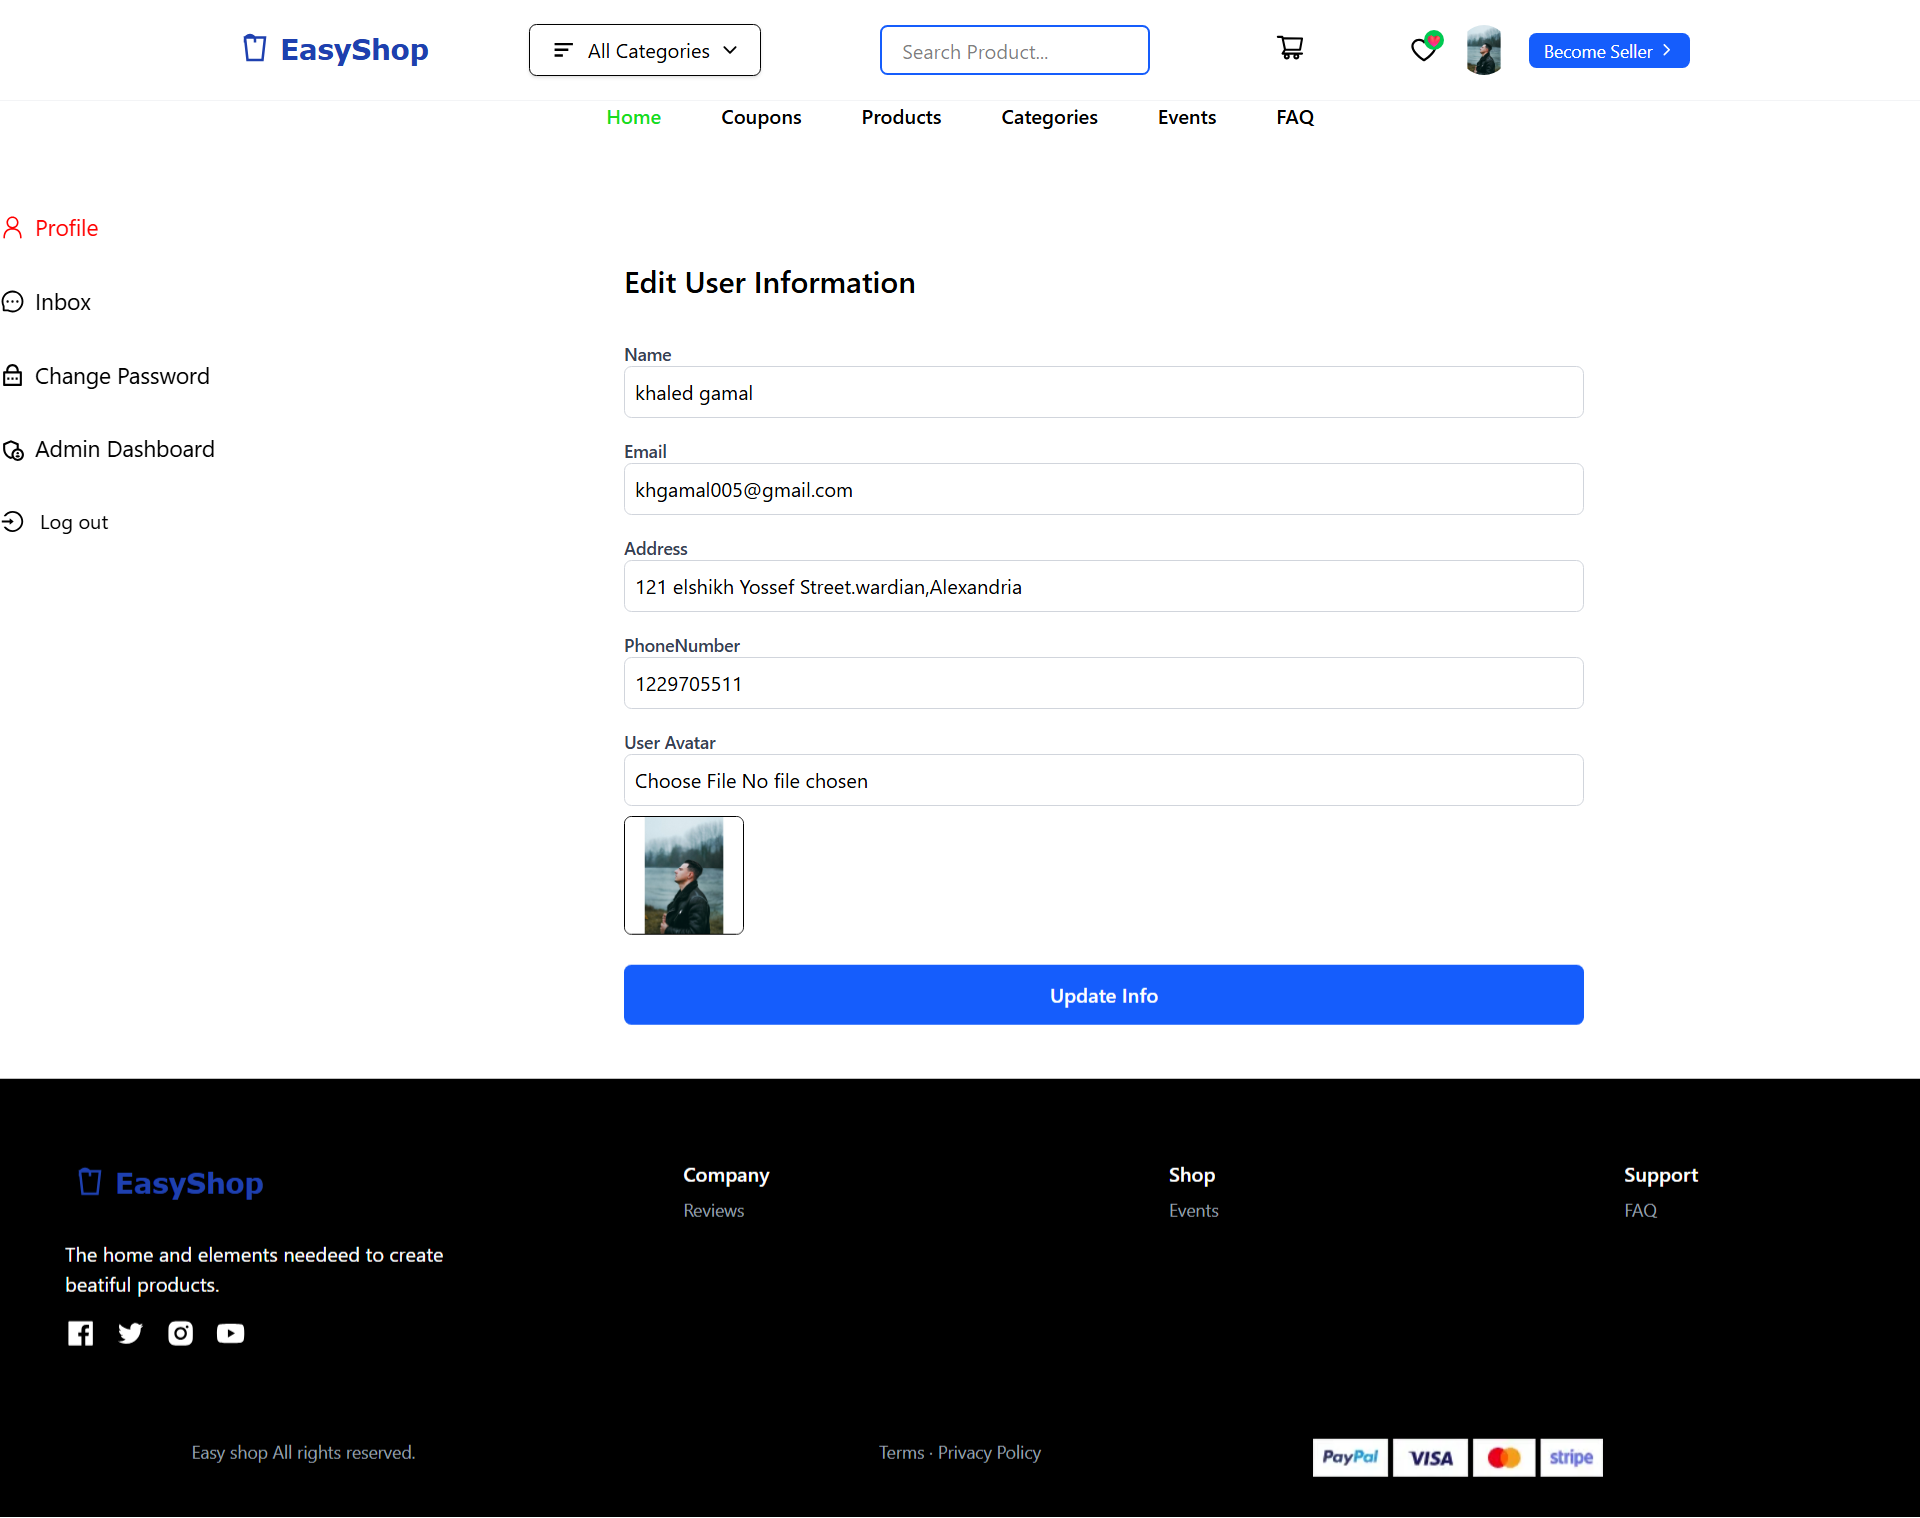 EasyShop
All Categories
Search Product...
Become Seller
Home Coupons Products Categories Events FAQ
Profile
Inbox
Change Password
Admin Dashboard
Log out
Edit User Information
Name
khaled gamal
Email
khgamal005@gmail.com
Address
121 elshikh Yossef Street.wardian,Alexandria
PhoneNumber
1229705511
User Avatar
Choose File No file chosen
Update Info
EasyShop
The home and elements needeed to create
beatiful products.
Company
Reviews
Shop
Events
Support
FAQ
Easy shop All rights reserved.
Terms · Privacy Policy
PayPal VISA stripe